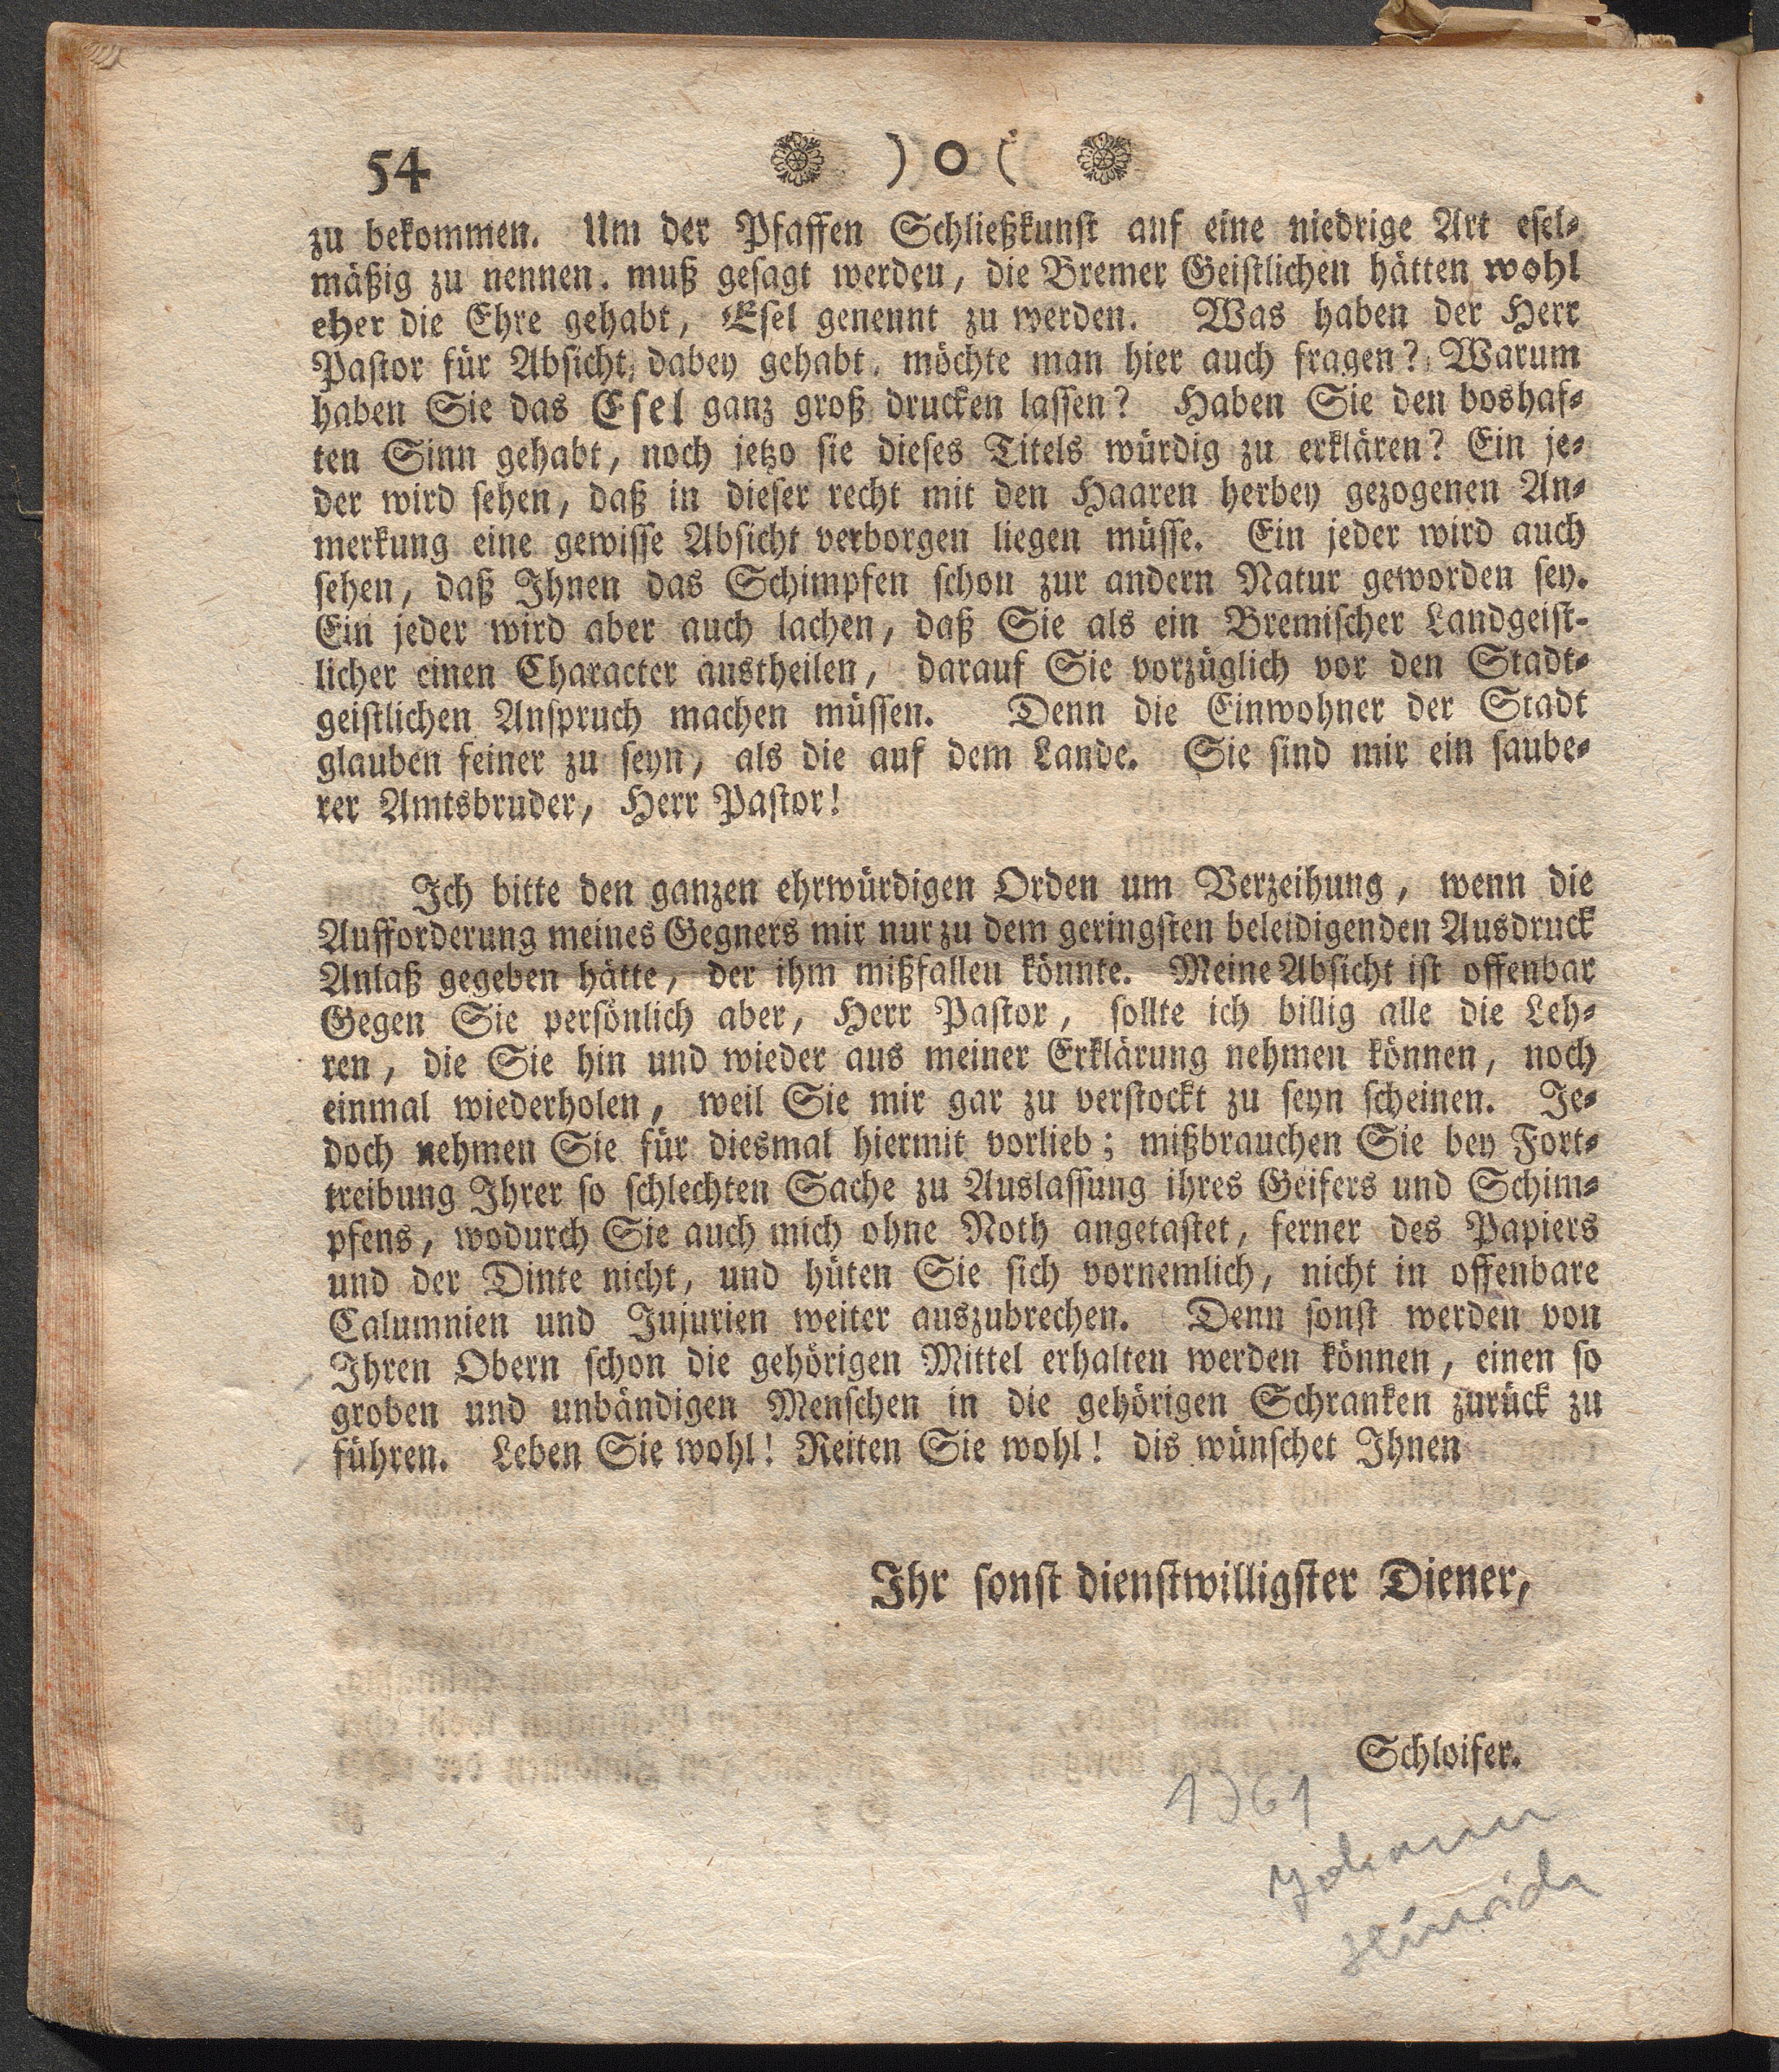 54 ) o (
zu bekommen. Um der Pfaffen Schließkunst auf eine niedrige Art esel-
mäßig zu nennen. muß gesagt werden, die Bremer Geistlichen hätten wohl
eher die Ehre gehabt, Esel genennt zu werden. Was haben der Herr
Pastor für Absicht dabey gehabt, möchte man hier auch fragen? Warum
haben Sie das Esel ganz groß drucken lassen? Haben Sie den boshaf-
ten Sinn gehabt, noch jetzo sie dieses Titels würdig zu erklären? Ein je-
der wird sehen, daß in dieser recht mit den Haaren herbey gezogenen An-
merkung eine gewisse Absicht verborgen liegen müsse. Ein jeder wird auch
sehen, daß Ihnen das Schimpfen schon zur andern Natur geworden sey.
Ein jeder wird aber auch lachen, daß Sie als ein Bremischer Landgeist-
licher einen Character austheilen, darauf Sie vorzüglich vor den Stadt-
geistlichen Anspruch machen müssen. Denn die Einwohner der Stadt
glauben feiner zu seyn, als die auf dem Lande. Sie sind mir ein saube-
rer Amtsbruder, Herr Pastor!
Ich bitte den ganzen ehrwürdigen Orden um Verzeihung, wenn die
Aufforderung meines Gegners mir nur zu dem geringsten beleidigenden Ausdruck
Anlaß gegeben hätte, der ihm mißfallen könnte. Meine Absicht ist offenbar
Gegen Sie persönlich aber, Herr Pastor, sollte ich billig alle die Leh-
ren, die Sie hin und wieder aus meiner Erklärung nehmen können, noch
einmal wiederholen, weil Sie mir gar zu verstockt zu seyn scheinen. Je-
doch nehmen Sie für diesmal hiermit vorlieb; mißbrauchen Sie bey Fort-
treibung Ihrer so schlechten Sache zu Auslassung ihres Geifers und Schim-
pfens, wodurch Sie auch mich ohne Noth angetastet, ferner des Papiers
und der Dinte nicht, und hüten Sie sich vornemlich, nicht in offenbare
Calumnien und Injurien weiter auszubrechen. Denn sonst werden von
Ihren Obern schon die gehörigen Mittel erhalten werden können, einen so
groben und unbändigen Menschen in die gehörigen Schranken zurück zu
führen. Leben Sie wohl! Reiten Sie wohl! dis wünschet Ihnen
Ihr sonst dienstwilligster Diener,
Schloifer.
1761
Johann
Hinrich